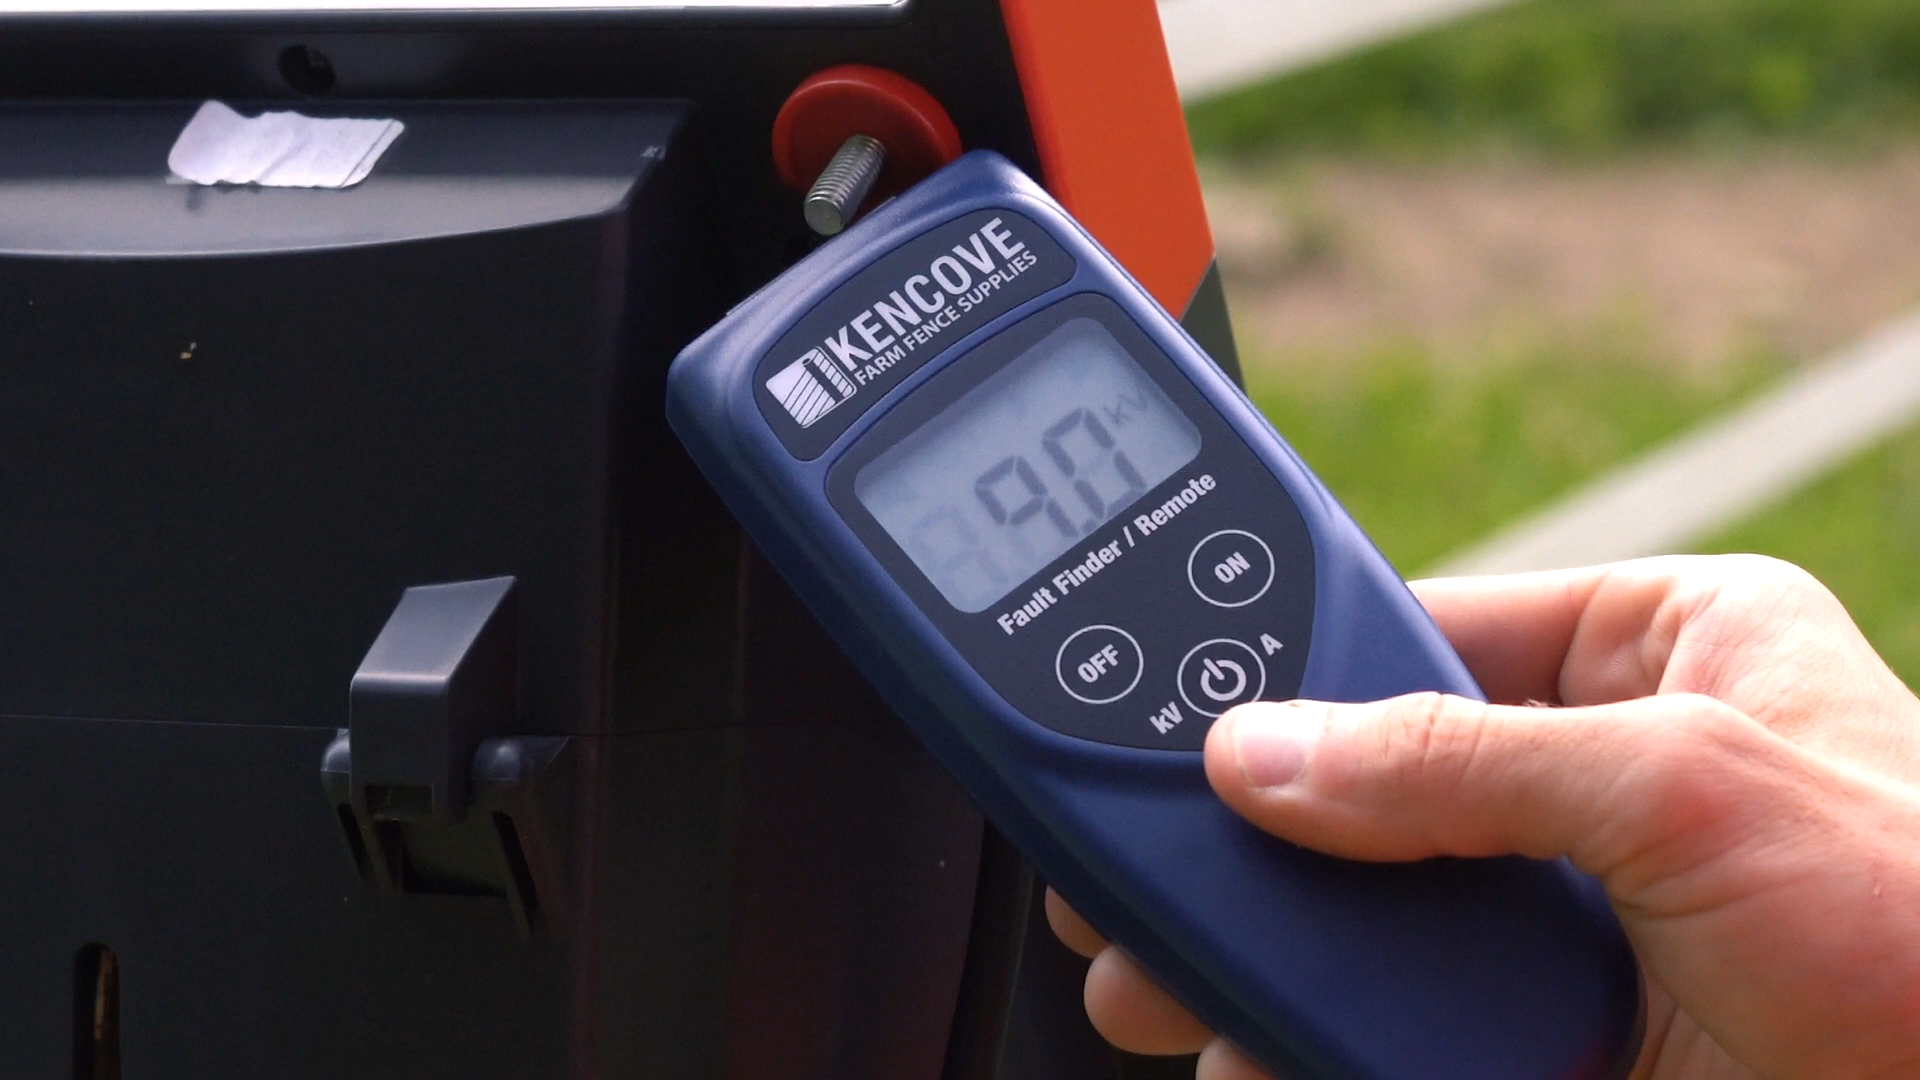 KENCOVE
FARM FENCE SUPPLIES
9.0 kV
Fault Finder / Remote
ON
OFF
A
kV